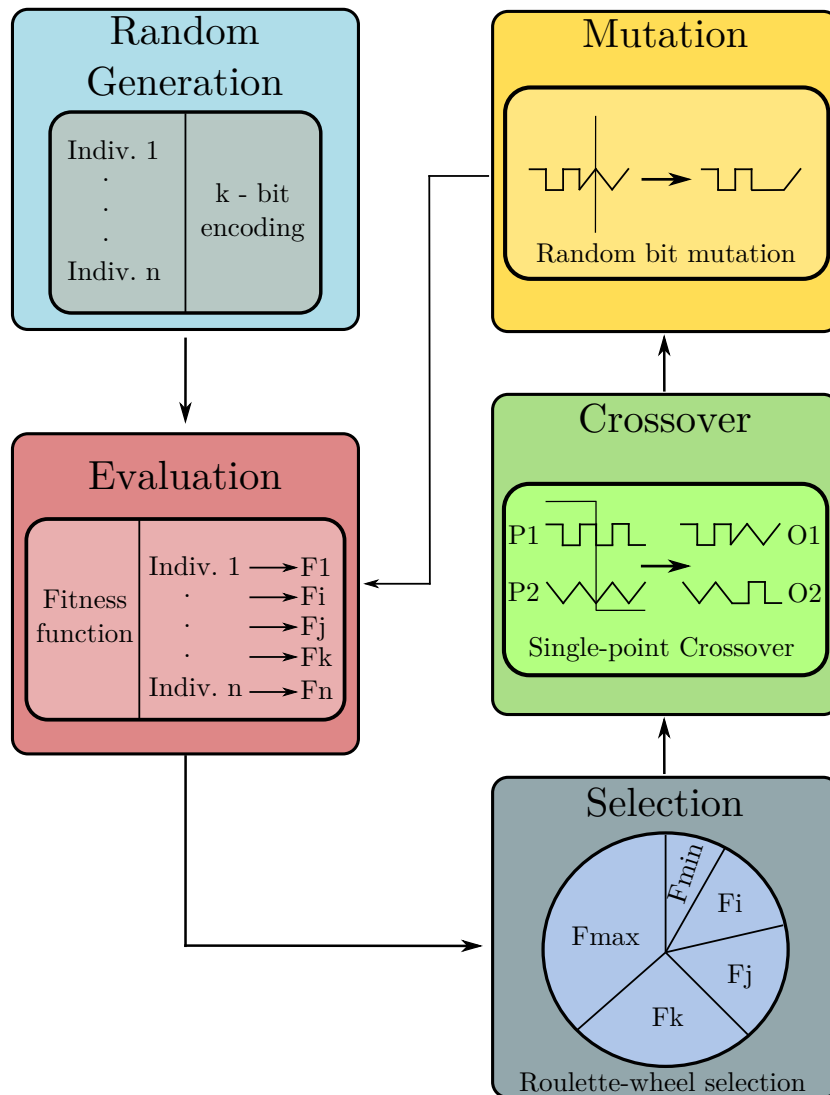 Random
Generation
Indiv. 1
.
.
.
Indiv. n
k - bit
encoding
Evaluation
Fitness
function
Indiv. 1 F1
. Fi
. Fj
. Fk
Indiv. n Fn
Mutation
Random bit mutation
Crossover
P1 O1
P2 O2
Single-point Crossover
Selection
Fmin
Fi
Fmax
Fj
Fk
Roulette-wheel selection